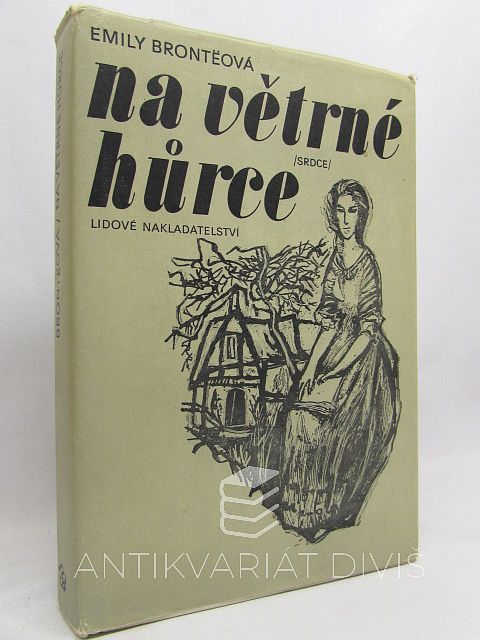 EMILY BRONTËOVÁ
na větrné
/SRDCE/
hůrce
LIDOVÉ NAKLADATELSTVÍ
BRONTËOVÁ / NA VĚTRNÉ HŮRCE
ANTIKVARIÁT DIVIŠ